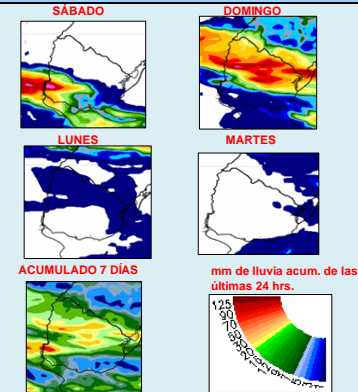 SÁBADO
DOMINGO
LUNES
MARTES
ACUMULADO 7 DÍAS
mm de lluvia acum. de las
últimas 24 hrs.
125
90
70